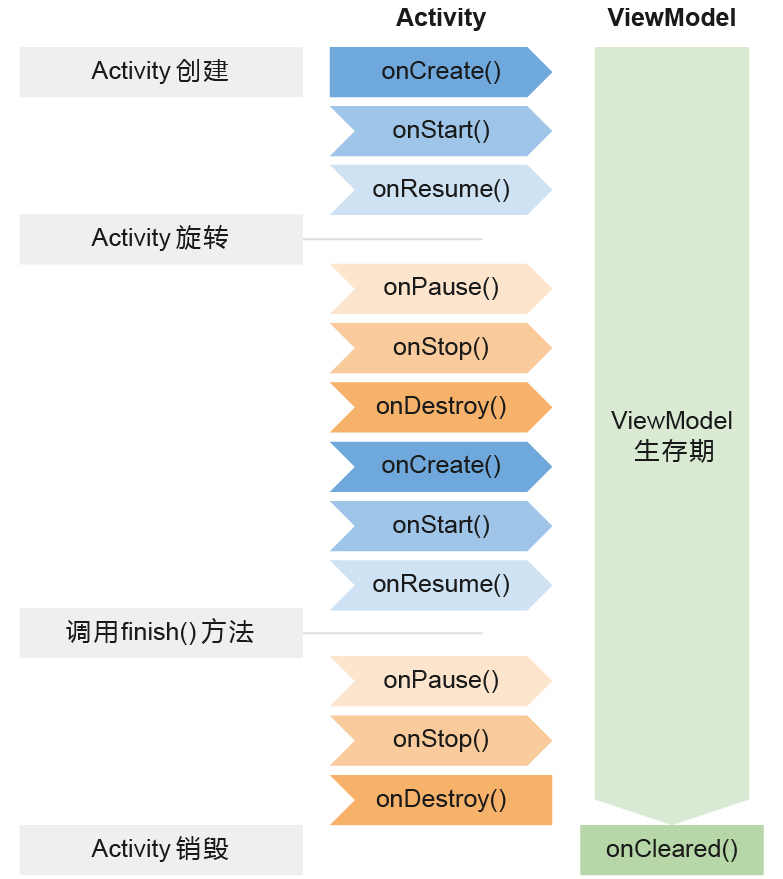 Activity
ViewModel
Activity 创建
onCreate()
onStart()
onResume()
Activity 旋转
onPause()
onStop()
onDestroy()
onCreate()
onStart()
onResume()
ViewModel
生存期
调用finish() 方法
onPause()
onStop()
onDestroy()
Activity 销毁
onCleared()